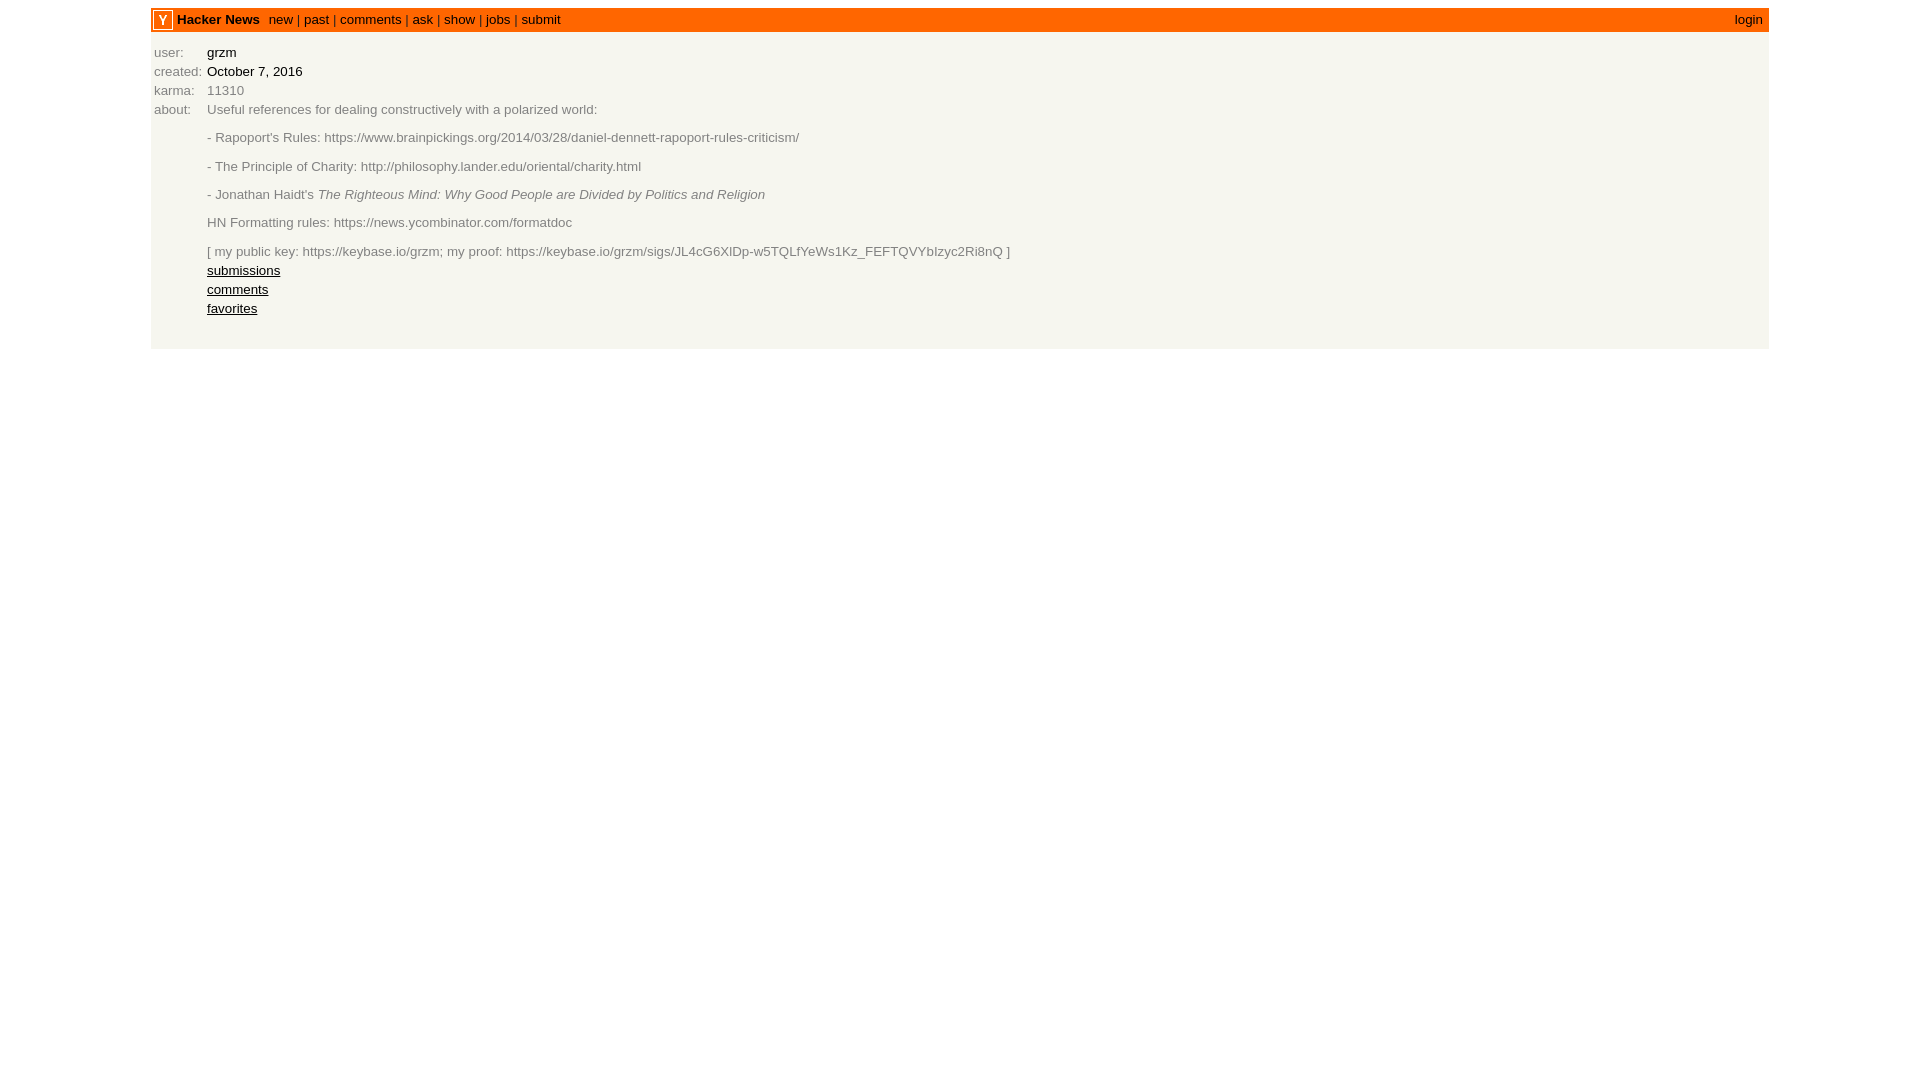 Y Hacker News new | past | comments | ask | show | jobs | submit login
user: grzm
created: October 7, 2016
karma: 11310
about: Useful references for dealing constructively with a polarized world:
- Rapoport's Rules: https://www.brainpickings.org/2014/03/28/daniel-dennett-rapoport-rules-criticism/
- The Principle of Charity: http://philosophy.lander.edu/oriental/charity.html
- Jonathan Haidt's The Righteous Mind: Why Good People are Divided by Politics and Religion
HN Formatting rules: https://news.ycombinator.com/formatdoc
[ my public key: https://keybase.io/grzm; my proof: https://keybase.io/grzm/sigs/JL4cG6XlDp-w5TQLfYeWs1Kz_FEFTQVYbIzyc2Ri8nQ ]
submissions
comments
favorites